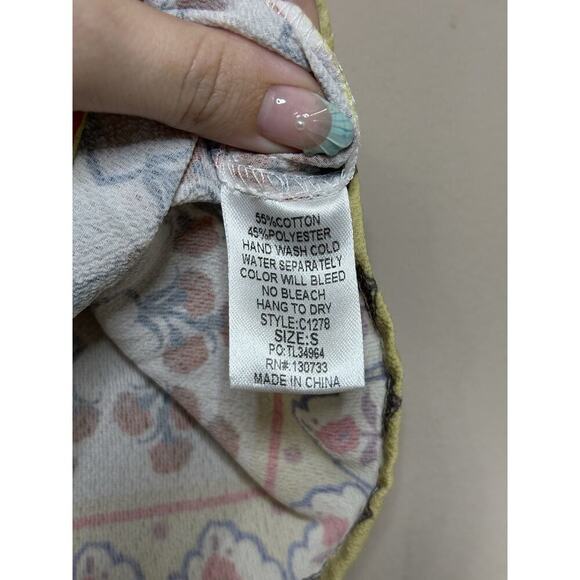 55%COTTON
45%POLYESTER
HAND WASH COLD
WATER SEPARATELY
COLOR WILL BLEED
NO BLEACH
HANG TO DRY
STYLE:C1278
SIZE:S
PO:TL34964
RN#:130733
MADE IN CHINA